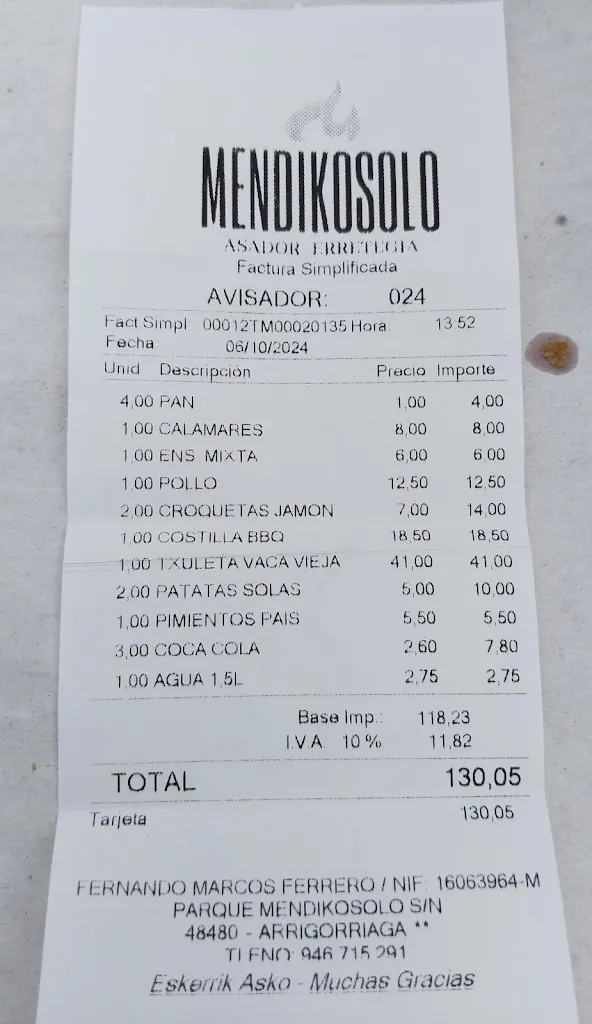 MENDIKOSOLO
ASADOR ERRETEGIA
Factura Simplificada
AVISADOR: 024
Fact Simpl 00012TM00020135 Hora. 13:52
Fecha 06/10/2024
Unid Descripción Precio Importe
4,00 PAN 1,00 4,00
1,00 CALAMARES 8,00 8,00
1,00 ENS MIXTA 6,00 6,00
1,00 POLLO 12,50 12,50
2,00 CROQUETAS JAMON 7,00 14,00
1,00 COSTILLA BBQ 18,50 18,50
1,00 TXULETA VACA VIEJA 41,00 41,00
2,00 PATATAS SOLAS 5,00 10,00
1,00 PIMIENTOS PAIS 5,50 5,50
3,00 COCA COLA 2,60 7,80
1,00 AGUA 1,5L 2,75 2,75
Base Imp.: 118,23
I.V.A. 10 % 11,82
TOTAL 130,05
Tarjeta 130,05
FERNANDO MARCOS FERRERO / NIF: 16063964-M
PARQUE MENDIKOSOLO S/N
48480 - ARRIGORRIAGA **
TLFNO: 946 715 291
Eskerrik Asko - Muchas Gracias